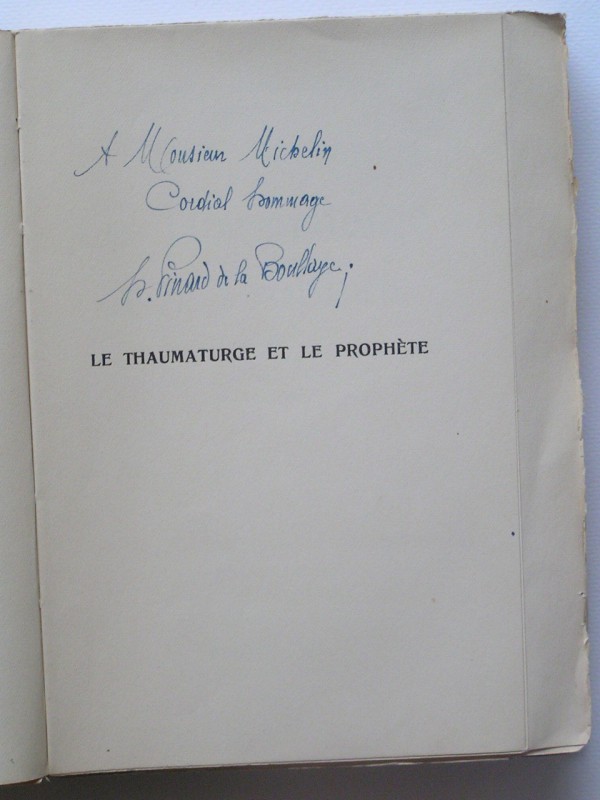 A Monsieur Michelin
Cordial hommage
H. Pinard de la Boullaye
LE THAUMATURGE ET LE PROPHÈTE